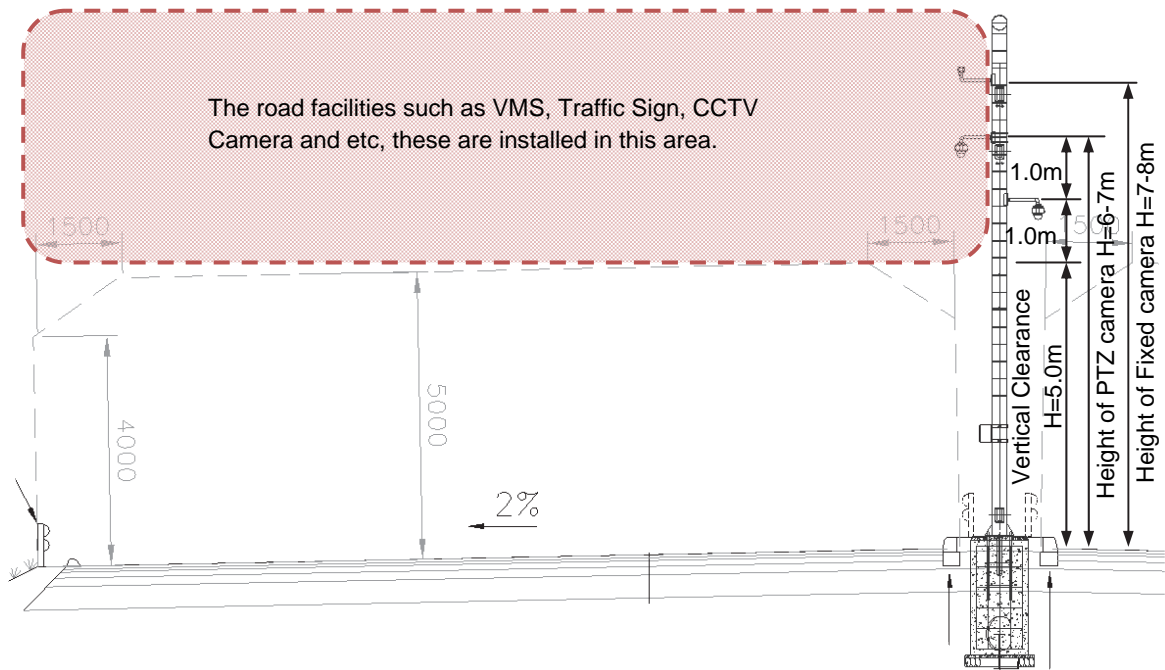 The road facilities such as VMS, Traffic Sign, CCTV
Camera and etc, these are installed in this area.
1500
1500
1500
1.0m
1.0m
4000
5000
2%
Vertical Clearance
H=5.0m
Height of PTZ camera H=6-7m
Height of Fixed camera H=7-8m